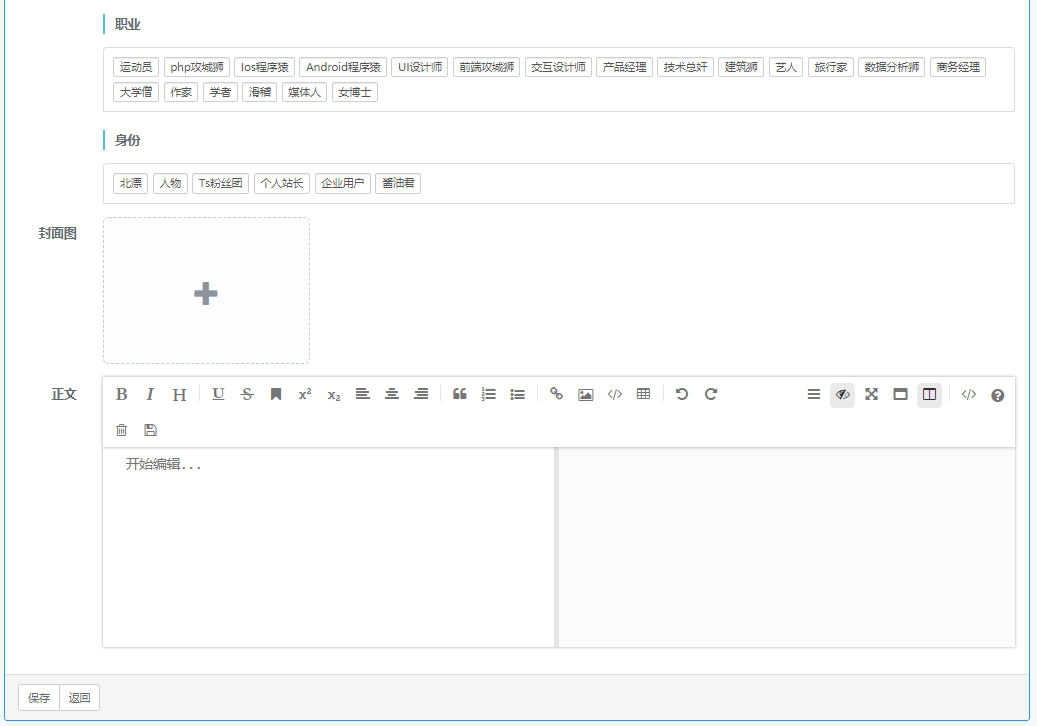 职业
运动员 php攻城狮 Ios程序猿 Android程序猿 UI设计师 前端攻城狮 交互设计师 产品经理 技术总奸 建筑狮 艺人 旅行家 数据分析狮 商务经理
大学僧 作家 学者 滑稽 媒体人 女博士
身份
北漂 人物 Ts粉丝团 个人站长 企业用户 酱油君
封面图
正文
开始编辑...
保存 返回